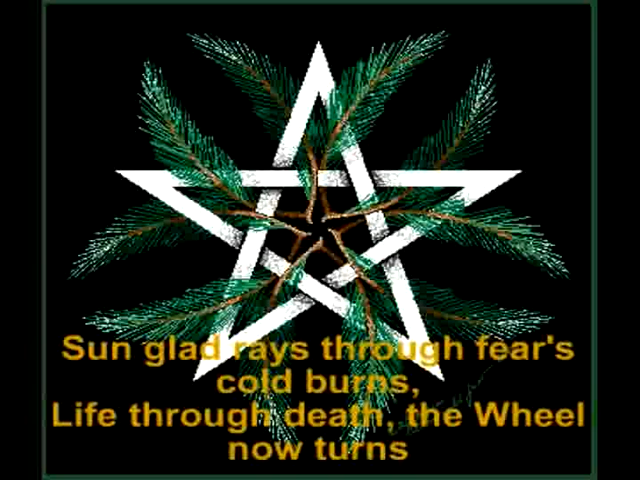 Sun glad rays through fear's
cold burns,
Life through death, the Wheel
now turns